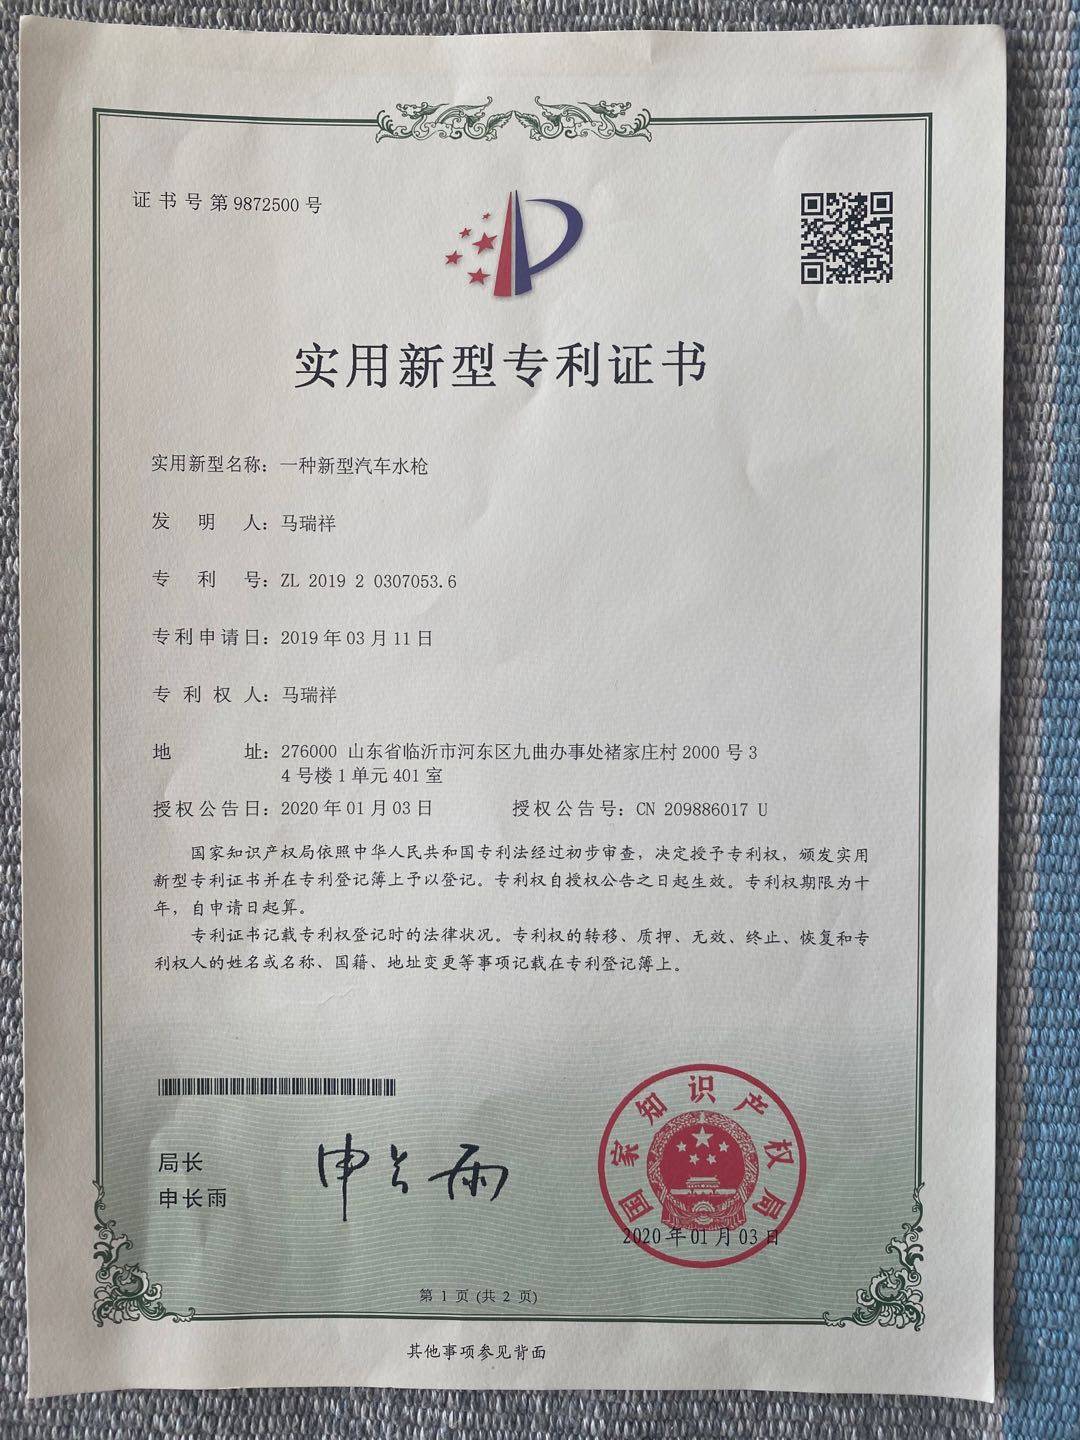 证书号第9872500号
实用新型专利证书
实用新型名称：一种新型汽车水枪
发明人：马瑞祥
专利号：ZL 2019 2 0307053.6
专利申请日：2019年03月11日
专利权人：马瑞祥
地址：276000 山东省临沂市河东区九曲办事处褚家庄村2000号3
4号楼1单元401室
授权公告日：2020年01月03日 授权公告号：CN 209886017 U
国家知识产权局依照中华人民共和国专利法经过初步审查，决定授予专利权，颁发实用
新型专利证书并在专利登记簿上予以登记。专利权自授权公告之日起生效。专利权期限为十
年，自申请日起算。
专利证书记载专利权登记时的法律状况。专利权的转移、质押、无效、终止、恢复和专
利权人的姓名或名称、国籍、地址变更等事项记载在专利登记簿上。
局长
申长雨
申长雨
国家知识产权局
2020年01月03日
第 1 页 (共 2 页)
其他事项参见背面